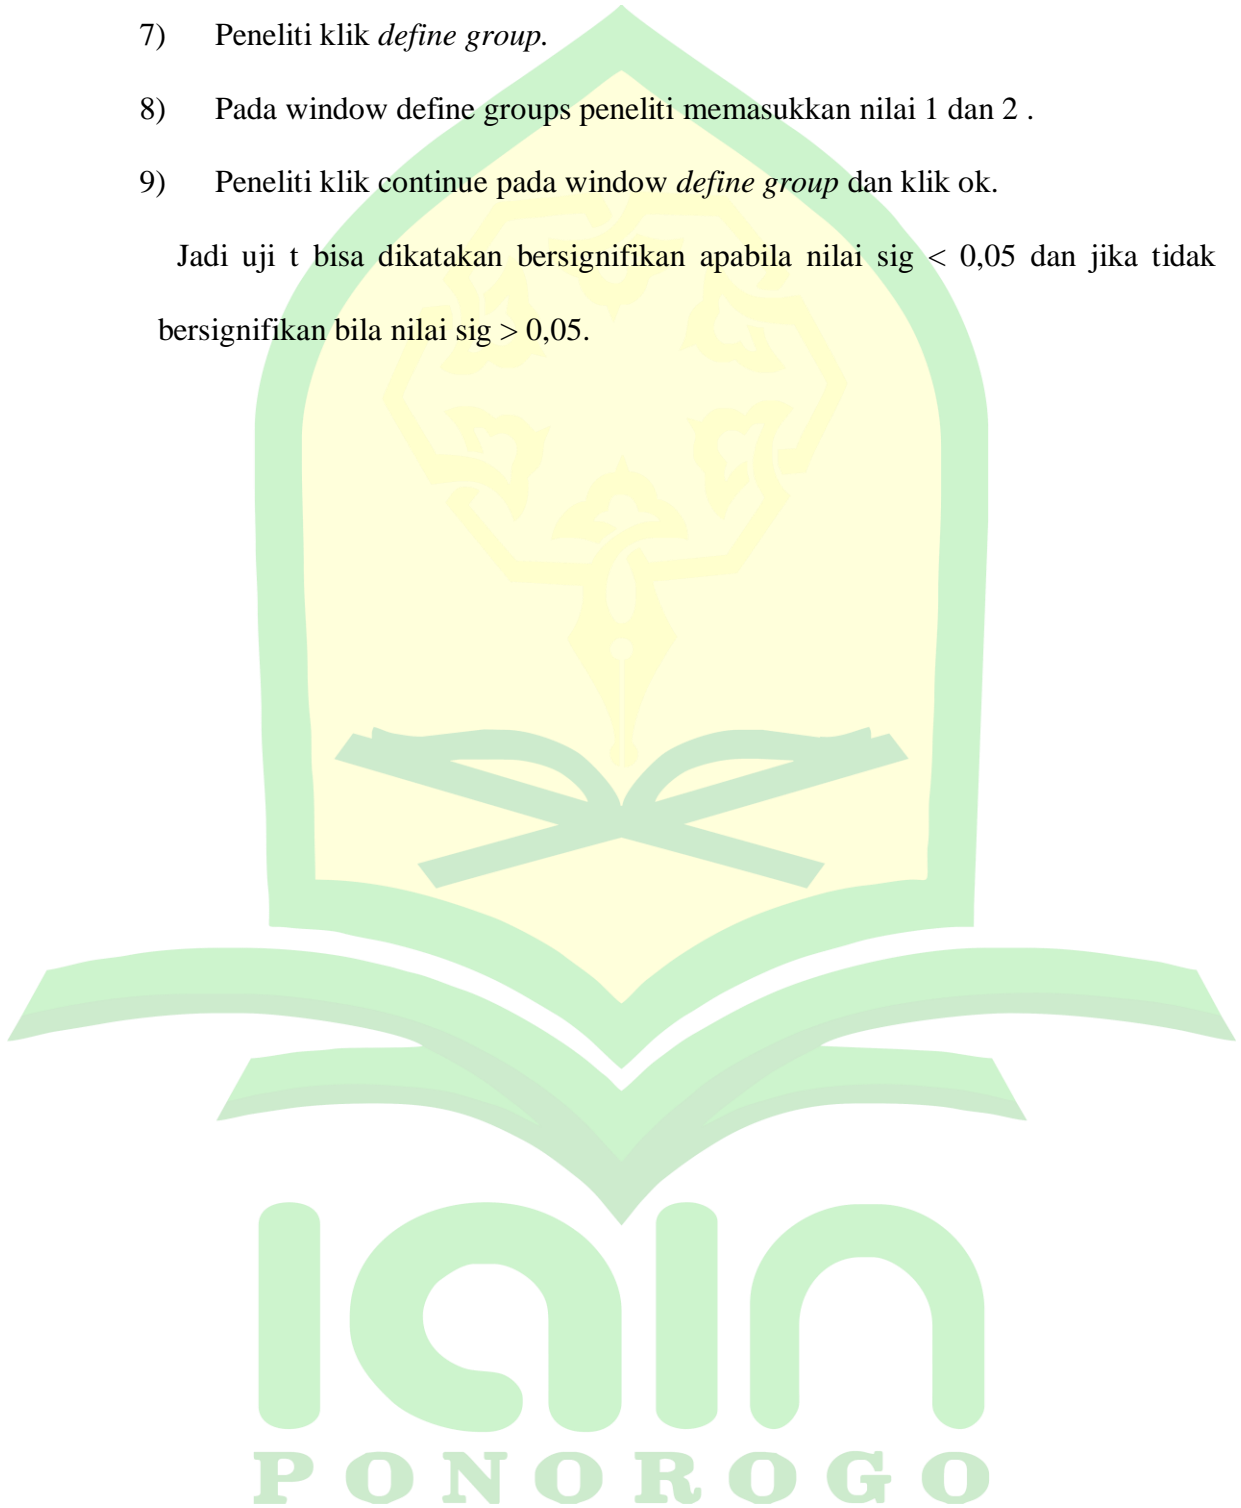 7) Peneliti klik define group.
8) Pada window define groups peneliti memasukkan nilai 1 dan 2 .
9) Peneliti klik continue pada window define group dan klik ok.
Jadi uji t bisa dikatakan bersignifikan apabila nilai sig < 0,05 dan jika tidak
bersignifikan bila nilai sig > 0,05.
iain
PONOROGO